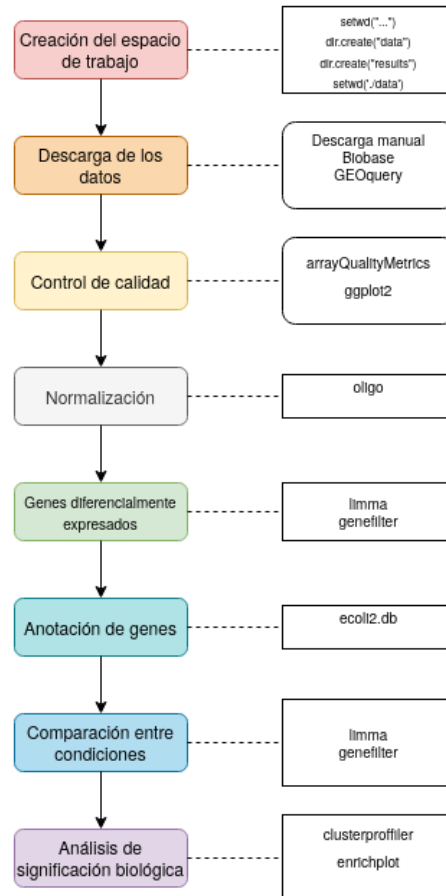 Creación del espacio
de trabajo
setwd("...")
dir.create("data")
dir.create("results")
setwd('./data')
Descarga de los
datos
Descarga manual
Biobase
GEOquery
Control de calidad
arrayQualityMetrics
ggplot2
Normalización
oligo
Genes diferencialmente
expresados
limma
genefilter
Anotación de genes
ecoli2.db
Comparación entre
condiciones
limma
genefilter
Análisis de
significación biológica
clusterproffiler
enrichplot